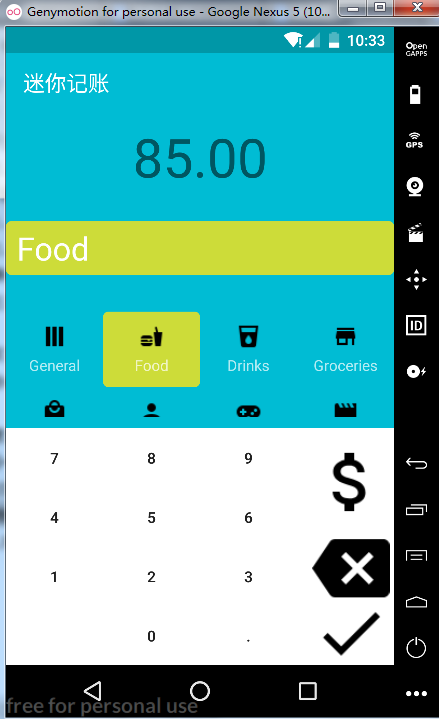 Genymotion for personal use - Google Nexus 5 (10...
Open
GAPPS
10:33
迷你记账
GPS
85.00
Food
ID
General Food Drinks Groceries
7 8 9
$
4 5 6
1 2 3
0 .
free for personal use